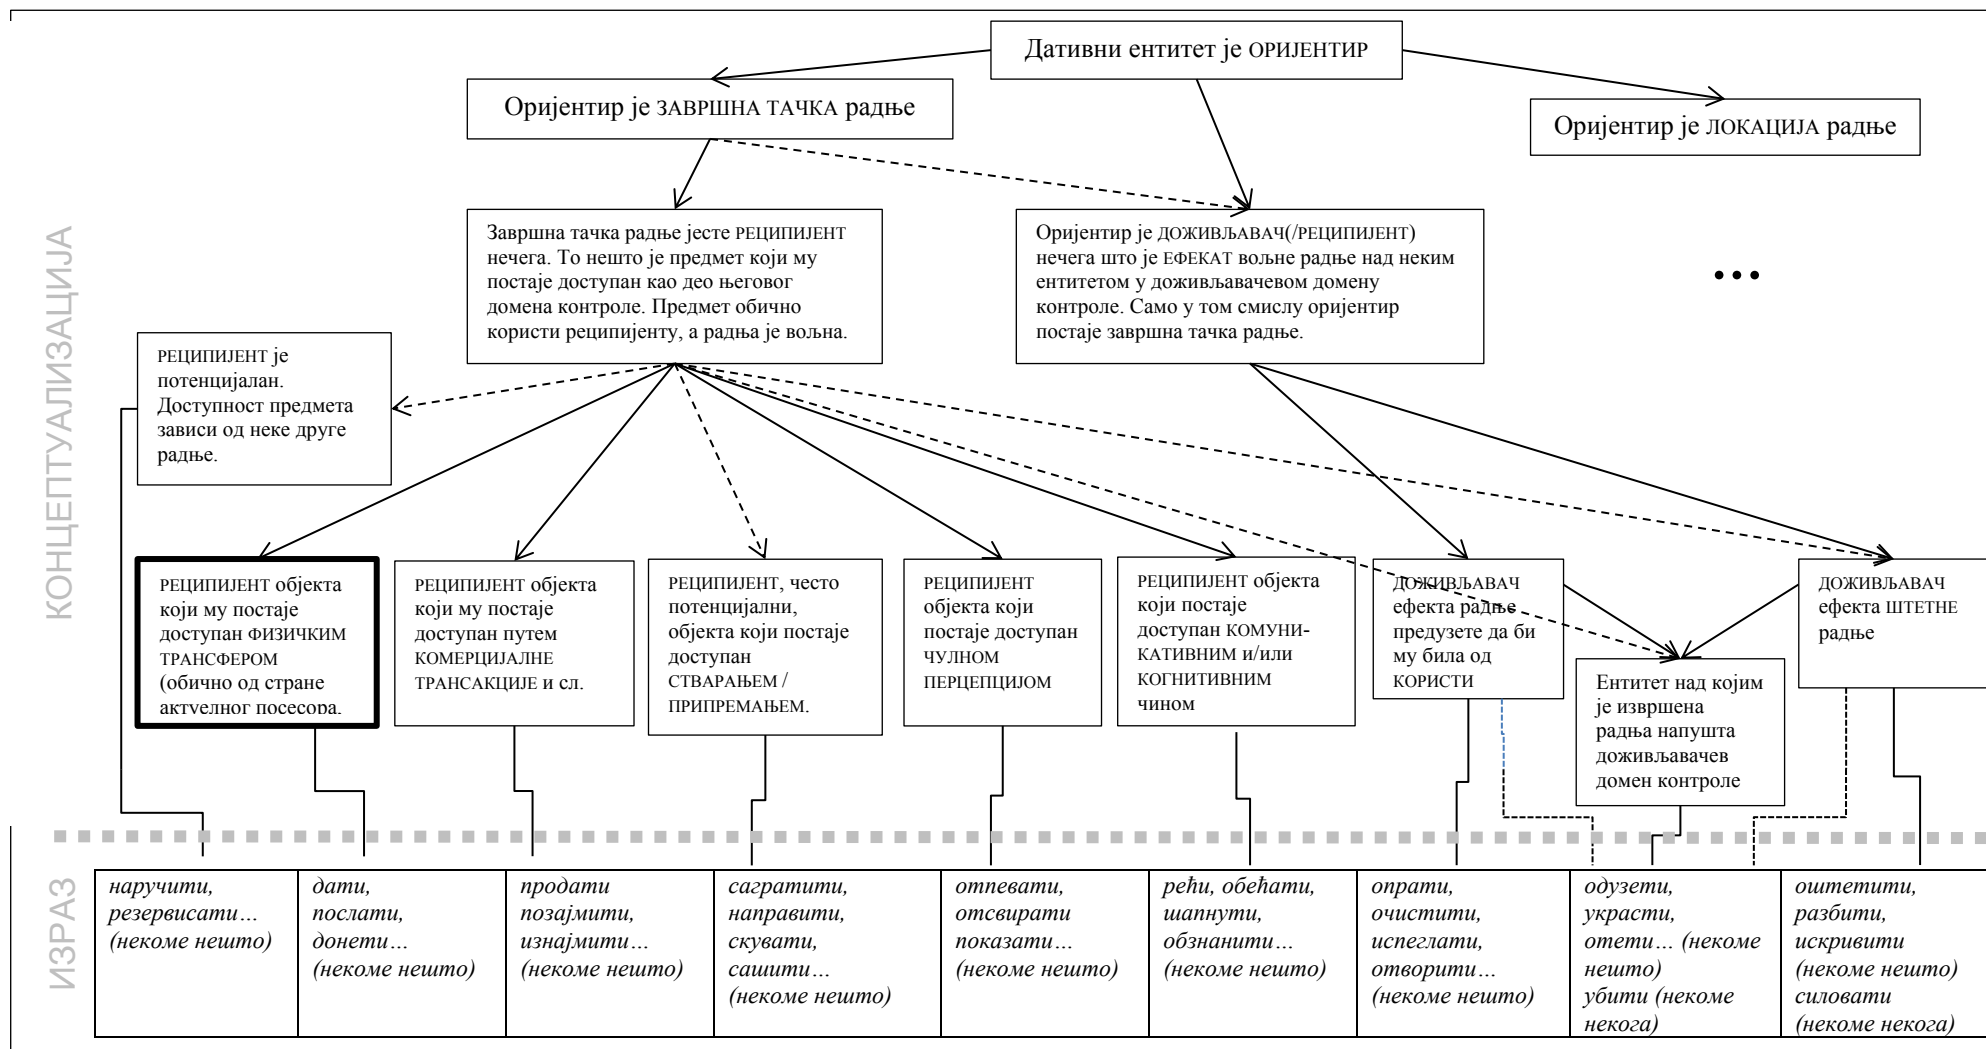 Дативни ентитет је ОРИЈЕНТИР
Оријентир је ЗАВРШНА ТАЧКА радње
Оријентир је ЛОКАЦИЈА радње
КОНЦЕПТУАЛИЗАЦИЈА
Завршна тачка радње јесте РЕЦИПИЈЕНТ
нечега. То нешто је предмет који му
постаје доступан као део његовог
домена контроле. Предмет обично
користи реципијенту, а радња је вољна.
Оријентир је ДОЖИВЉАВАЧ(/РЕЦИПИЈЕНТ)
нечега што је ЕФЕКАТ вољне радње над неким
ентитетом у доживљавачевом домену
контроле. Само у том смислу оријентир
постаје завршна тачка радње.
...
РЕЦИПИЈЕНТ је
потенцијалан.
Доступност предмета
зависи од неке друге
радње.
РЕЦИПИЈЕНТ објекта
који му постаје
доступан ФИЗИЧКИМ
ТРАНСФЕРОМ
(обично од стране
актуелног посесора.
РЕЦИПИЈЕНТ објекта
који му постаје
доступан путем
КОМЕРЦИЈАЛНЕ
ТРАНСАКЦИЈЕ и сл.
РЕЦИПИЈЕНТ, често
потенцијални,
објекта који постаје
доступан
СТВАРАЊЕМ /
ПРИПРЕМАЊЕМ.
РЕЦИПИЈЕНТ
објекта који
постаје доступан
ЧУЛНОМ
ПЕРЦЕПЦИЈОМ
РЕЦИПИЈЕНТ објекта
који постаје
доступан КОМУНИ-
КАТИВНИМ и/или
КОГНИТИВНИМ
чином
ДОЖИВЉАВАЧ
ефекта радње
предузете да би
му била од
КОРИСТИ
Ентитет над којим
је извршена
радња напушта
доживљавачев
домен контроле
ДОЖИВЉАВАЧ
ефекта ШТЕТНЕ
радње
ИЗРАЗ
наручити,
резервисати…
(некоме нешто)
дати,
послати,
донети…
(некоме нешто)
продати
позајмити,
изнајмити…
(некоме нешто)
саградити,
направити,
скувати,
сашити…
(некоме нешто)
отпевати,
отсвирати
показати…
(некоме нешто)
рећи, обећати,
шапнути,
обзнанити…
(некоме нешто)
опрати,
очистити,
испеглати,
отворити…
(некоме нешто)
одузети,
украсти,
отети… (некоме
нешто)
убити (некоме
некога)
оштетити,
разбити,
искривити
(некоме нешто)
силовати
(некоме некога)